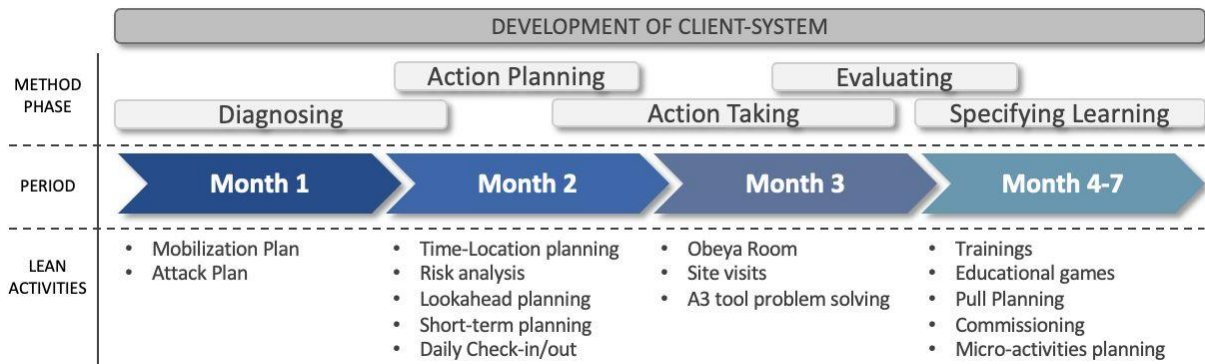 DEVELOPMENT OF CLIENT-SYSTEM
METHOD
PHASE
Action Planning
Evaluating
Diagnosing
Action Taking
Specifying Learning
PERIOD
Month 1
Month 2
Month 3
Month 4-7
LEAN
ACTIVITIES
• Mobilization Plan
• Attack Plan
• Time-Location planning
• Risk analysis
• Lookahead planning
• Short-term planning
• Daily Check-in/out
• Obeya Room
• Site visits
• A3 tool problem solving
• Trainings
• Educational games
• Pull Planning
• Commissioning
• Micro-activities planning